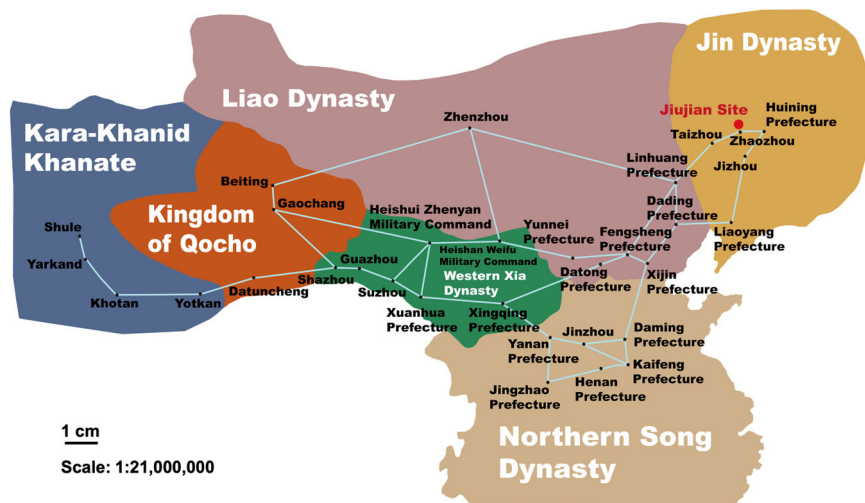 Jin Dynasty
Liao Dynasty
Jiujian Site
Huining
Prefecture
Zhenzhou
Taizhou
Zhaozhou
Kara-Khanid
Khanate
Linhuang
Prefecture
Jizhou
Beiting
Gaochang
Heishui Zhenyan
Military Command
Dading
Prefecture
Kingdom
of Qocho
Shule
Yunnei
Prefecture
Fengsheng
Prefecture
Liaoyang
Prefecture
Heishan Weifu
Military Command
Guazhou
Yarkand
Shazhou
Western Xia
Dynasty
Datong
Prefecture
Xijin
Prefecture
Datuncheng
Suzhou
Khotan
Yotkan
Xuanhua
Prefecture
Xingqing
Prefecture
Jinzhou
Daming
Prefecture
Yanan
Prefecture
Kaifeng
Prefecture
Henan
Prefecture
Jingzhao
Prefecture
1 cm
Northern Song
Dynasty
Scale: 1:21,000,000